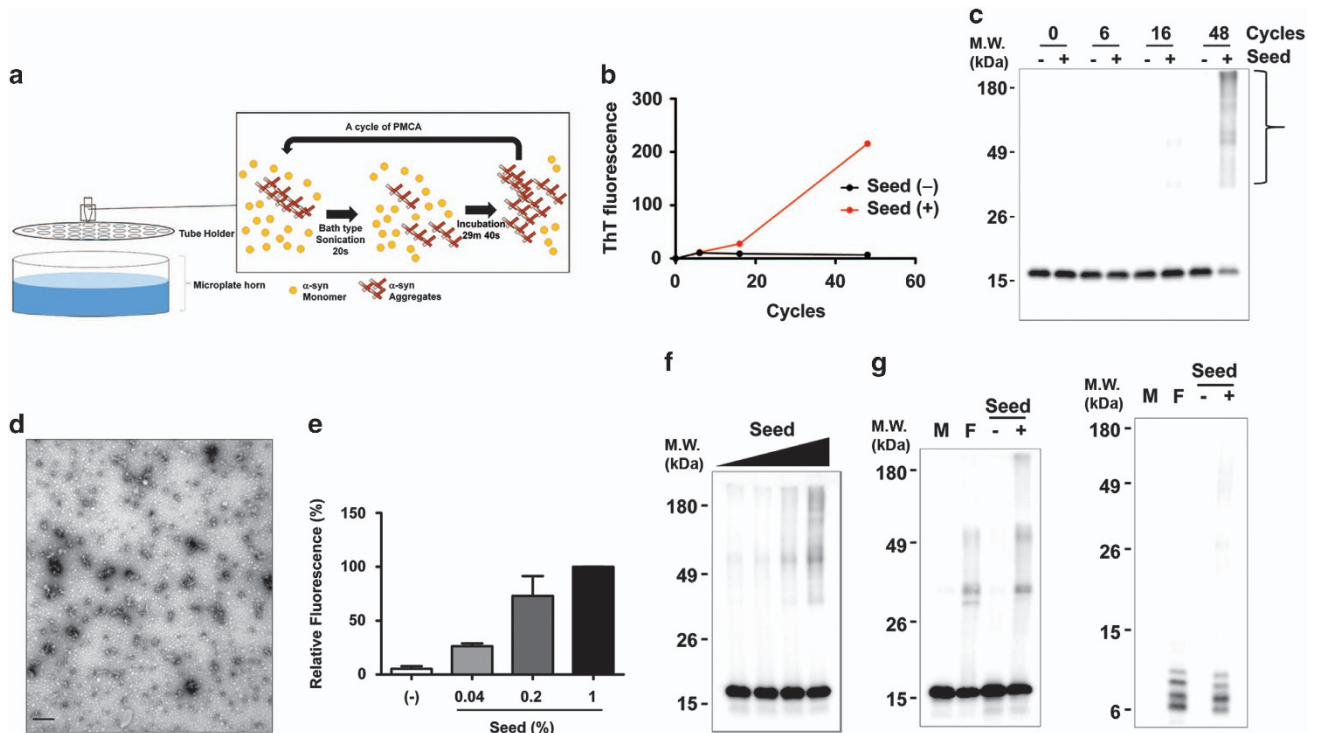 a
A cycle of PMCA
Bath type
Sonication
20s
Incubation
29m 40s
Tube Holder
Microplate horn
α-syn
Monomer
α-syn
Aggregates
b
ThT fluorescence
300
200
100
0
0 20 40 60
Cycles
Seed (–)
Seed (+)
c
M.W.
(kDa)
0 6 16 48 Cycles
- + - + - + - + Seed
180-
49-
26-
15-
d
e
Relative Fluorescence (%)
150
100
50
0
(-) 0.04 0.2 1
Seed (%)
f
Seed
M.W.
(kDa)
180-
49-
26-
15-
g
Seed
M.W.
(kDa)
M F - +
180-
49-
26-
15-
Seed
M.W.
(kDa)
M F - +
180-
49-
26-
15-
6-